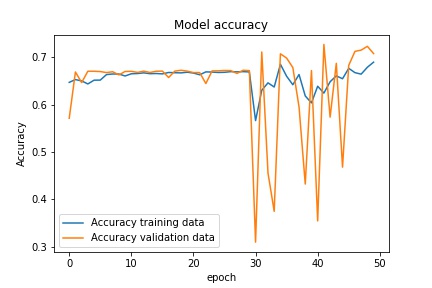 Model accuracy
0.7
0.6
0.5
0.4
0.3
Accuracy
Accuracy training data
Accuracy validation data
0 10 20 30 40 50
epoch